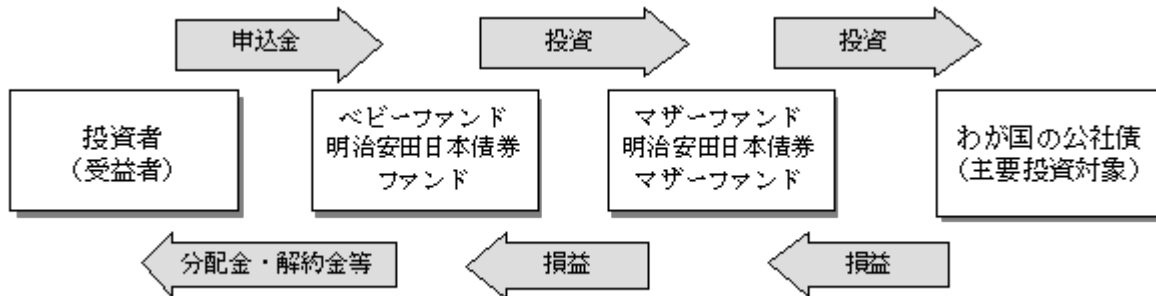 申込金
投資
投資
投資者
（受益者）
ベビーファンド
明治安田日本債券
ファンド
マザーファンド
明治安田日本債券
マザーファンド
わが国の公社債
（主要投資対象）
分配金・解約金等
損益
損益